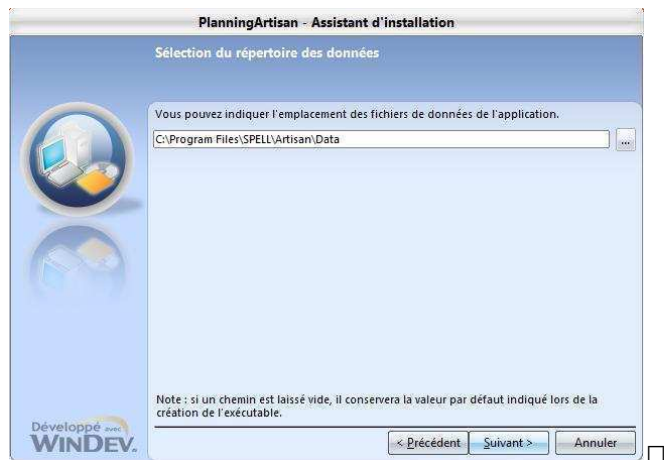 PlanningArtisan - Assistant d'installation
Sélection du répertoire des données
Vous pouvez indiquer l'emplacement des fichiers de données de l'application.
C:\Program Files\SPELL\Artisan\Data
...
Note : si un chemin est laissé vide, il conservera la valeur par défaut indiqué lors de la
création de l'exécutable.
Développé avec
WINDEV.
< Précédent Suivant > Annuler